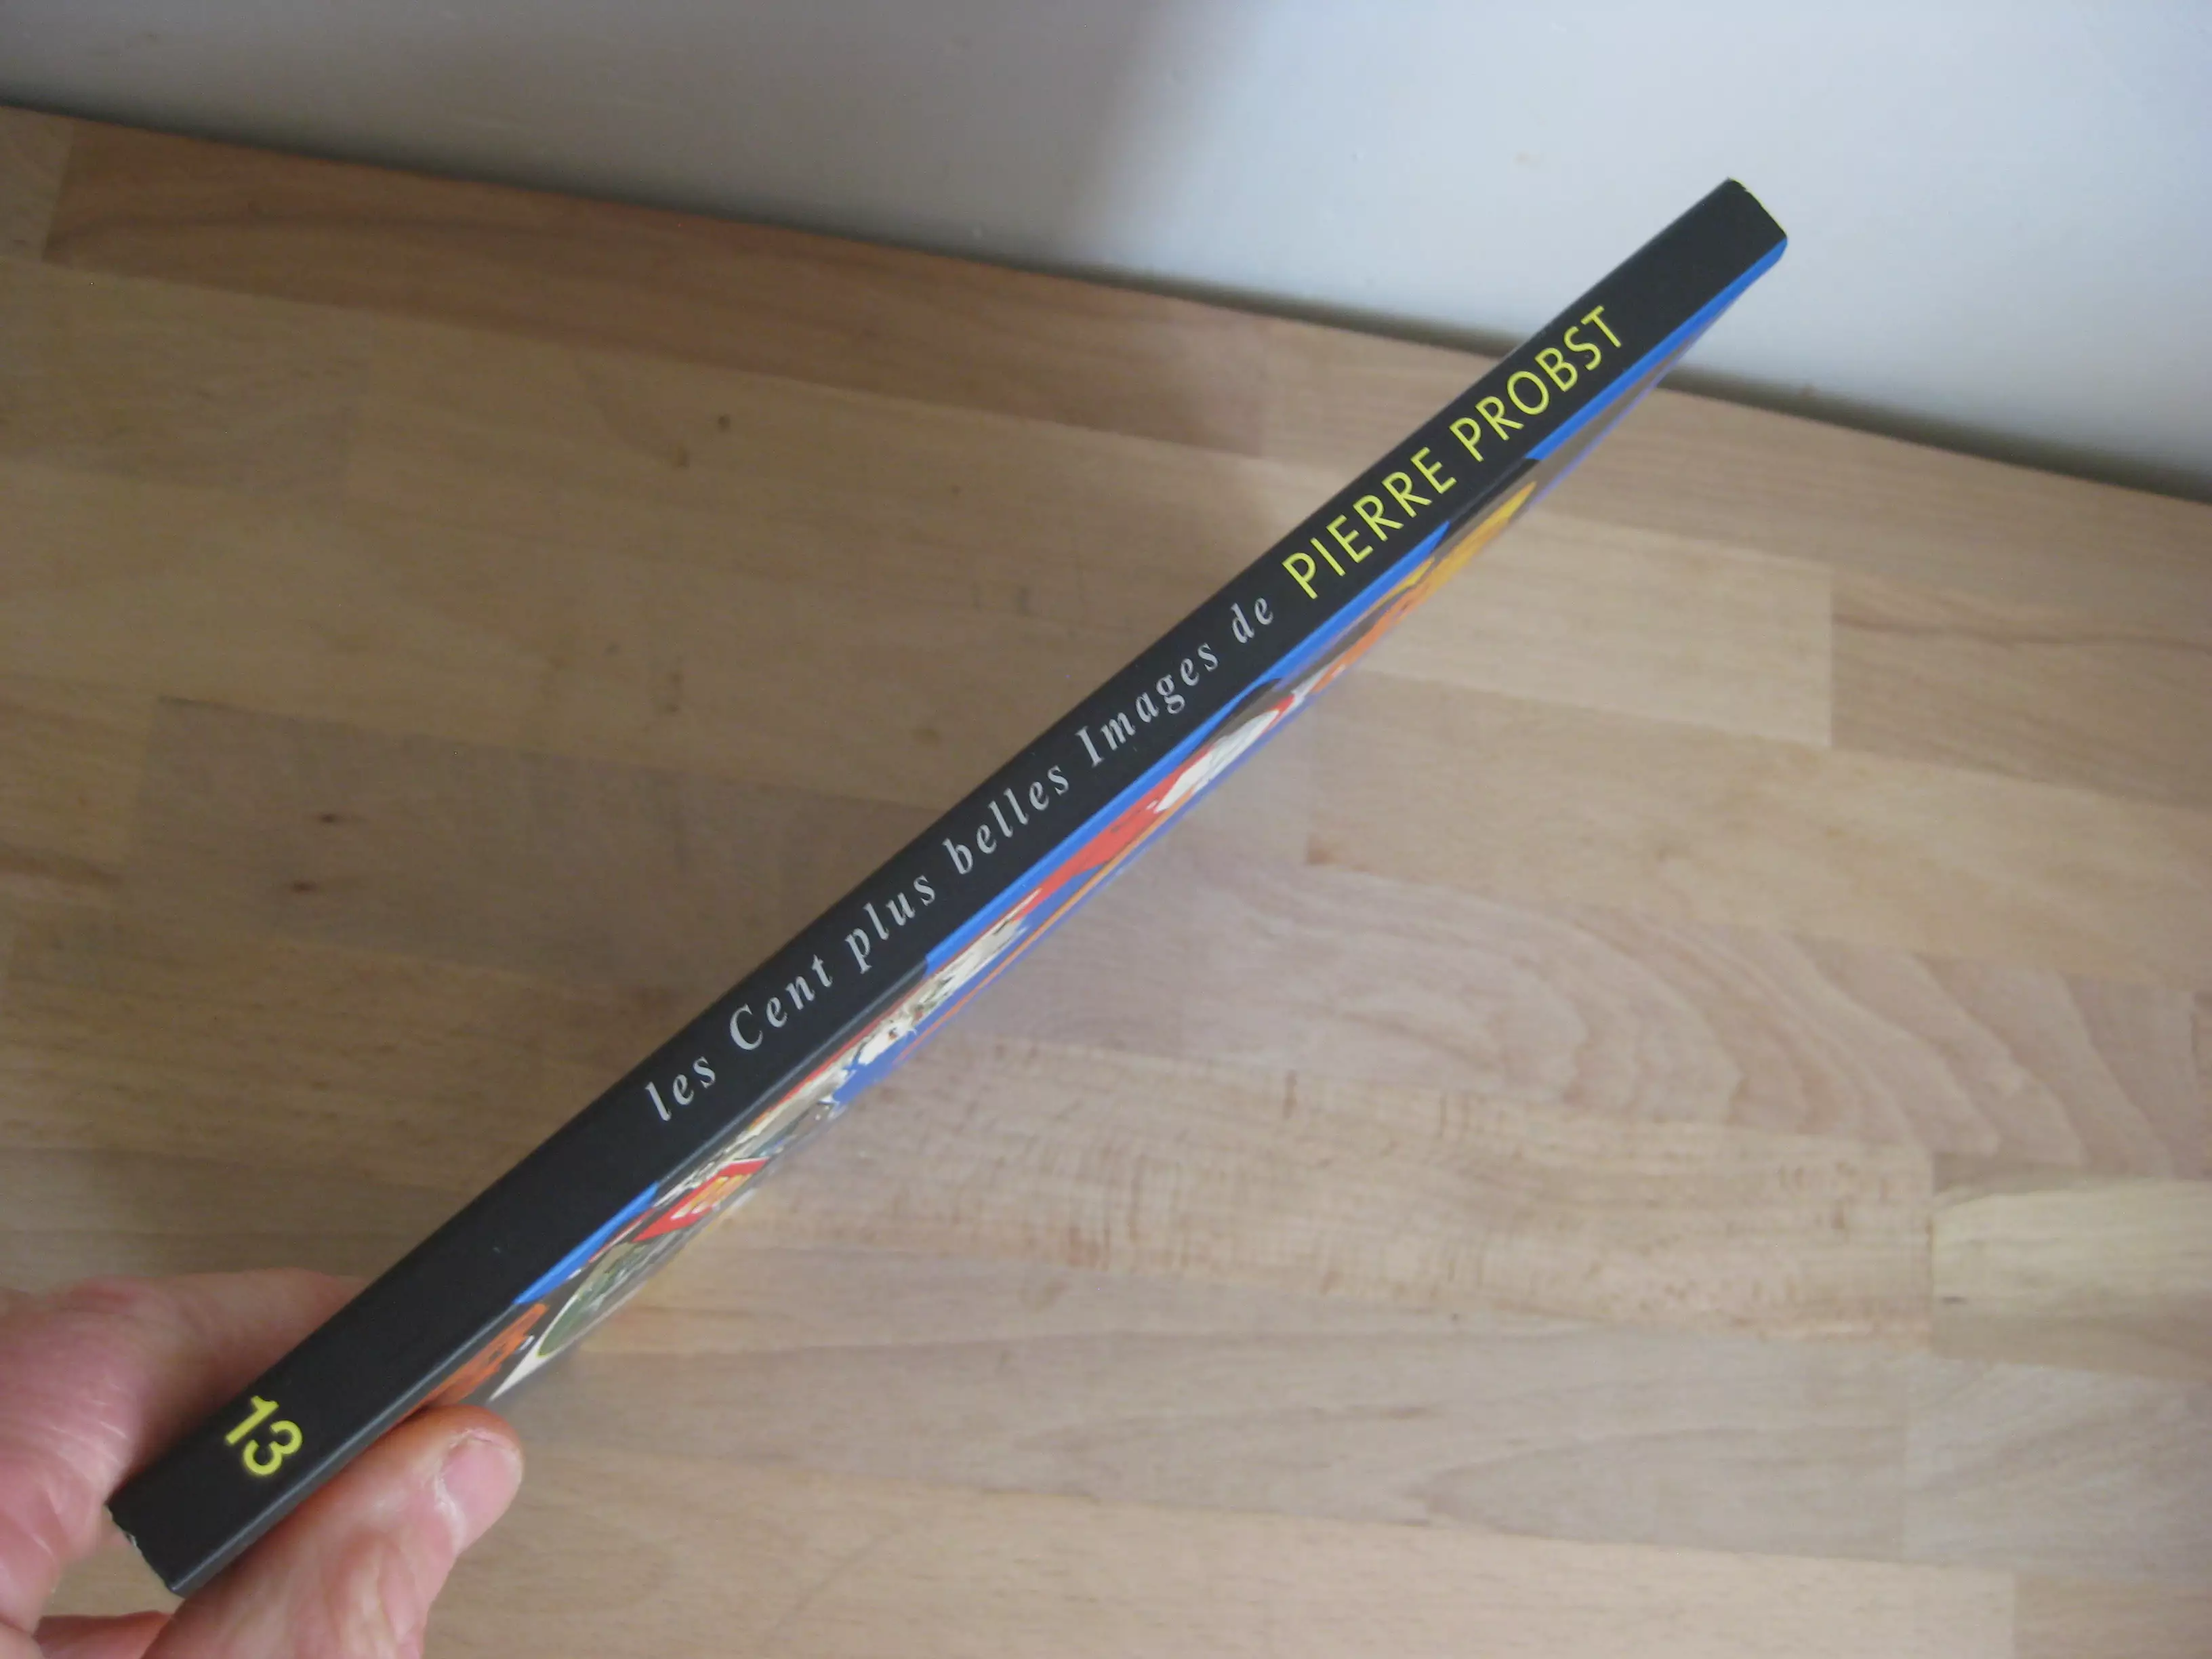 les Cent plus belles Images de PIERRE PROBST
13